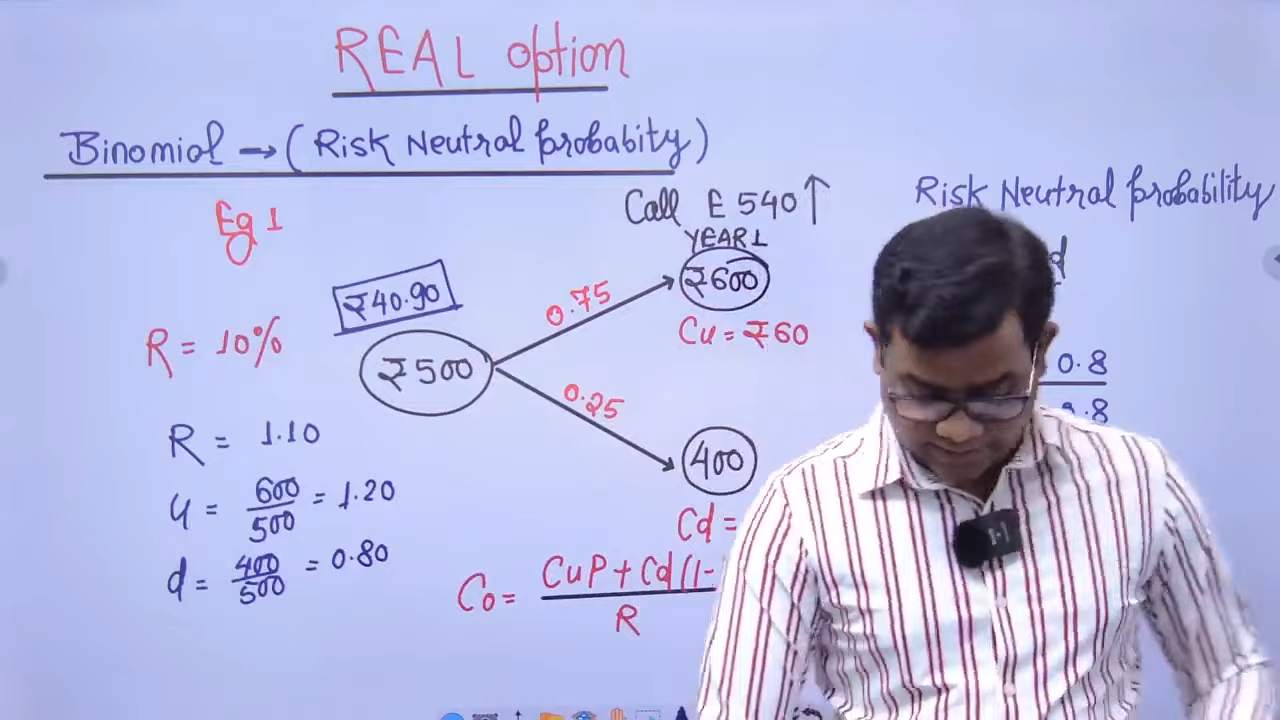 REAL option
Binomial → (Risk Neutral probabity)
Eg 1
Call E 540 ↑
YEAR 1
₹600
Cu = ₹60
₹40.90
0.75
R = 10%
₹500
0.25
400
Cd =
R = 1.10
u = 600/500 = 1.20
d = 400/500 = 0.80
Co = CuP + Cd(1- / R
Risk Neutral probability
d
0.8
0.8